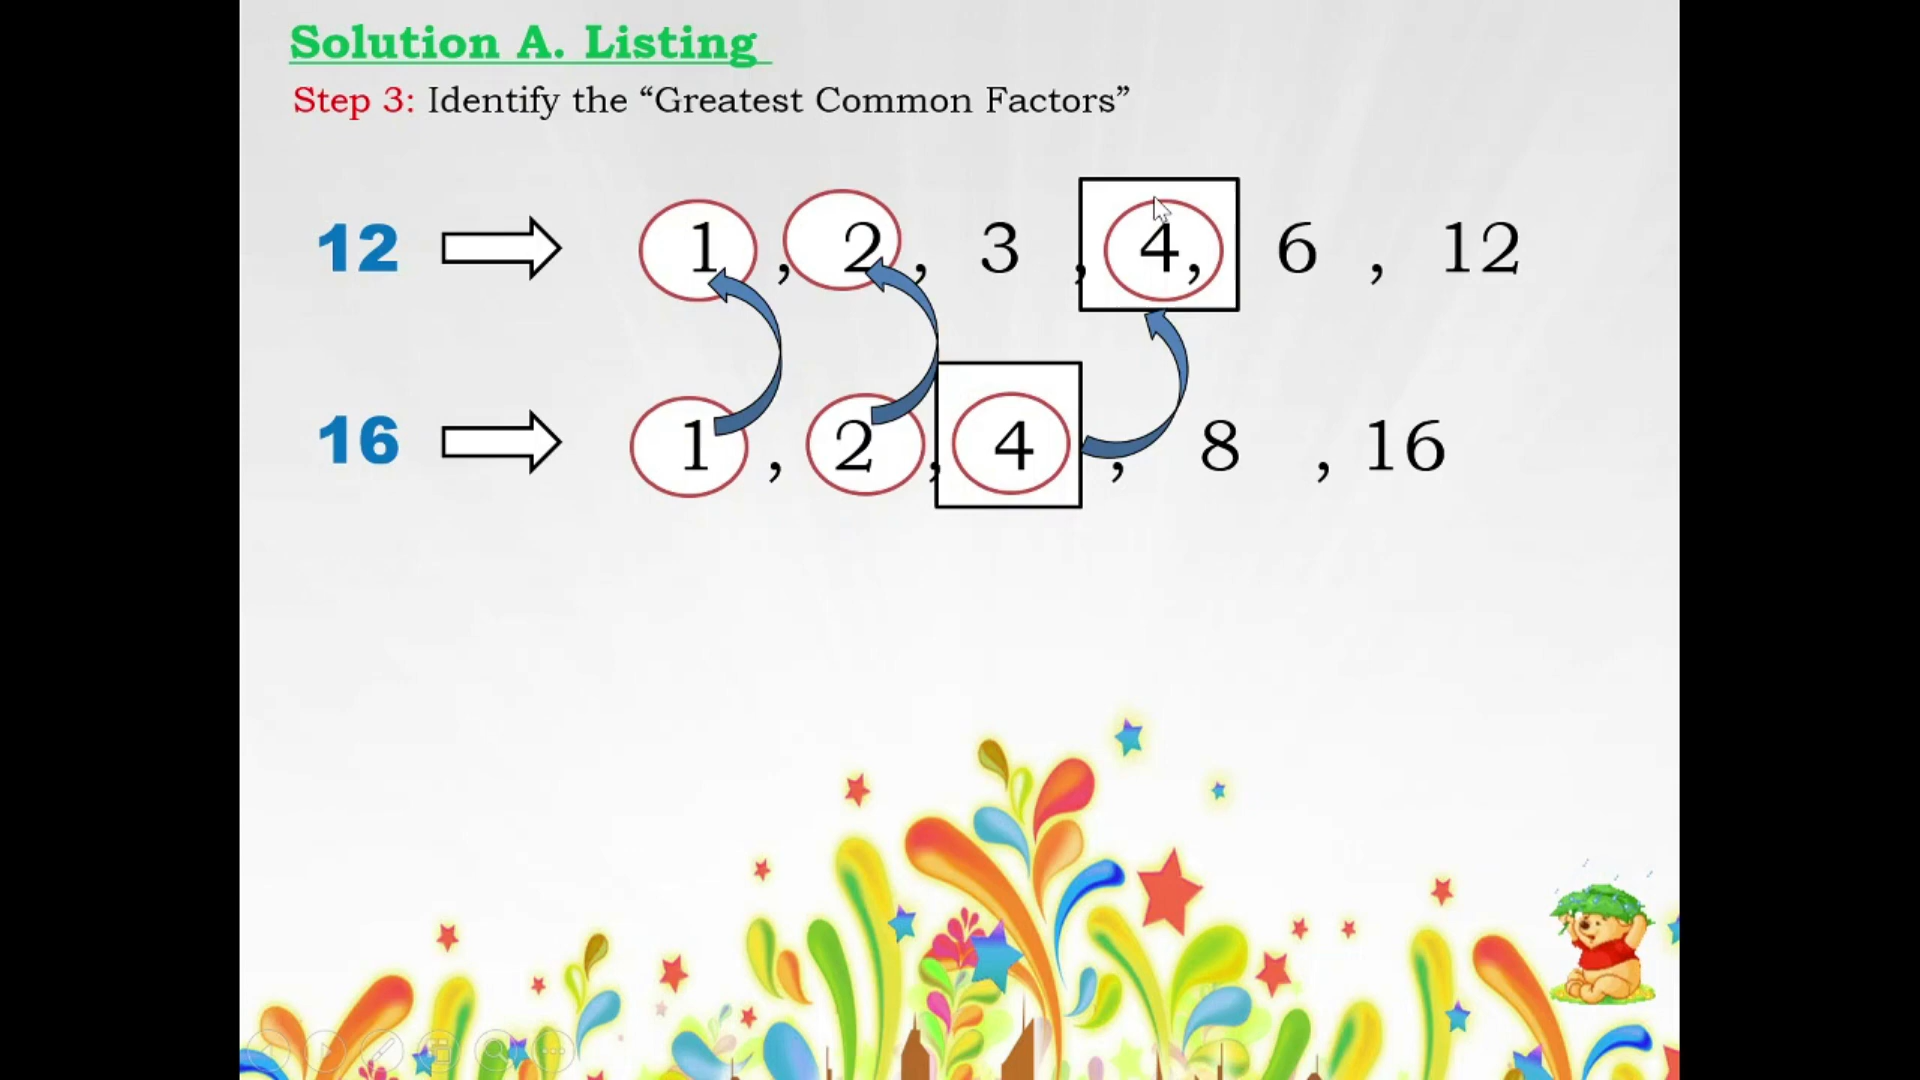 Solution A. Listing
Step 3: Identify the “Greatest Common Factors”
12 1 , 2 , 3 , 4, 6 , 12
16 1 , 2 , 4 , 8 , 16